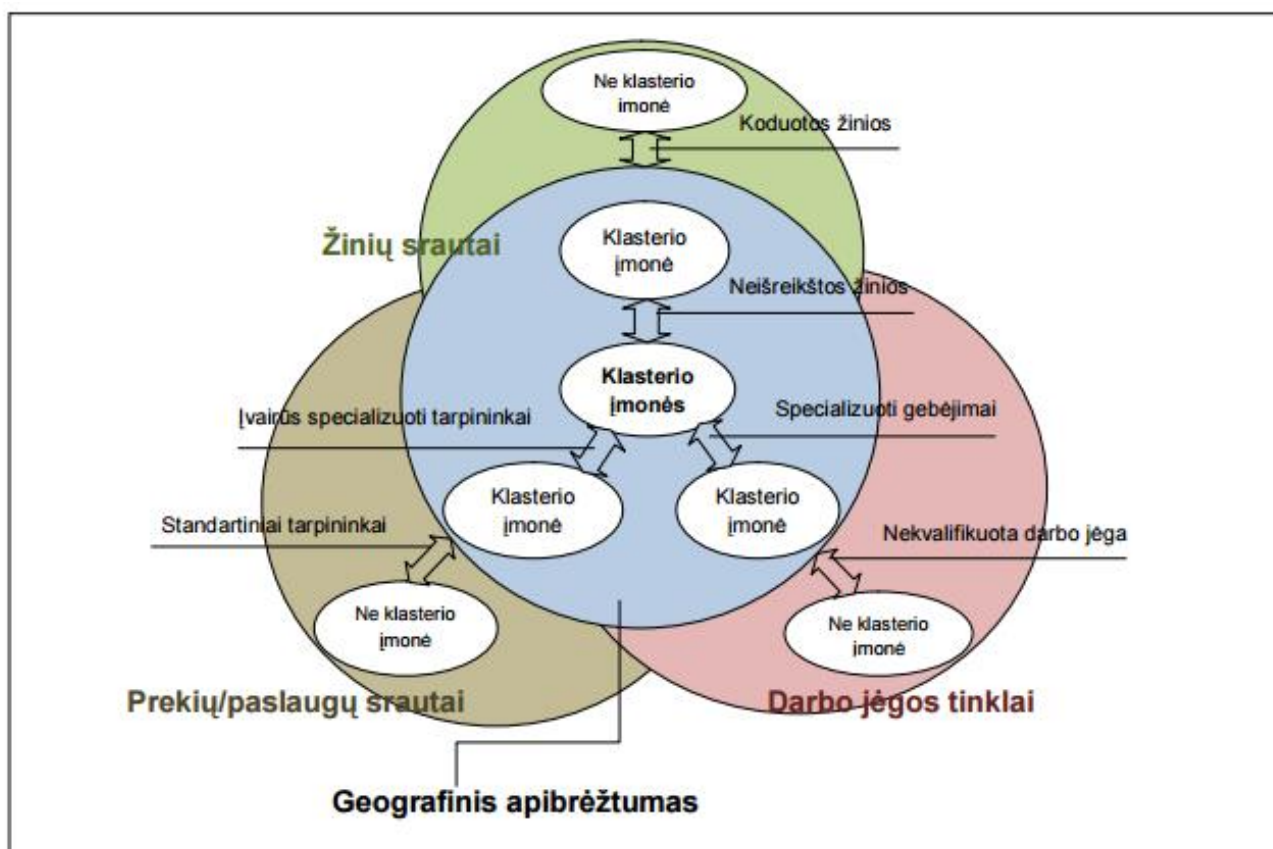 Ne klasterio
įmonė
Koduotos žinios
Žinių srautai
Klasterio
įmonė
Neišreikštos žinios
Klasterio
įmonės
Įvairūs specializuoti tarpininkai
Specializuoti gebėjimai
Klasterio
įmonė
Klasterio
įmonė
Standartiniai tarpininkai
Nekvalifikuota darbo jėga
Ne klasterio
įmonė
Ne klasterio
įmonė
Prekių/paslaugų srautai
Darbo jėgos tinklai
Geografinis apibrėžtumas